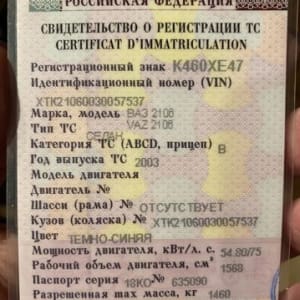 РОССИЙСКАЯ ФЕДЕРАЦИЯ
СВИДЕТЕЛЬСТВО О РЕГИСТРАЦИИ ТС
CERTIFICAT D'IMMATRICULATION
Регистрационный знак К460ХЕ47
Идентификационный номер (VIN)
XTK21060030057537
Марка, модель ВАЗ 2106
VAZ 2106
Тип ТС СЕДАН
Категория ТС (ABCD, прицеп) B
Год выпуска ТС 2003
Модель двигателя
Двигатель №
Шасси (рама) № ОТСУТСТВУЕТ
Кузов (коляска) № XTK21060030057537
Цвет ТЕМНО-СИНЯЯ
Мощность двигателя, кВт/л. с. 54.80/75
Рабочий объем двигателя, см³ 1568
Паспорт серия 18КО № 635090
Разрешенная max масса, кг 1460